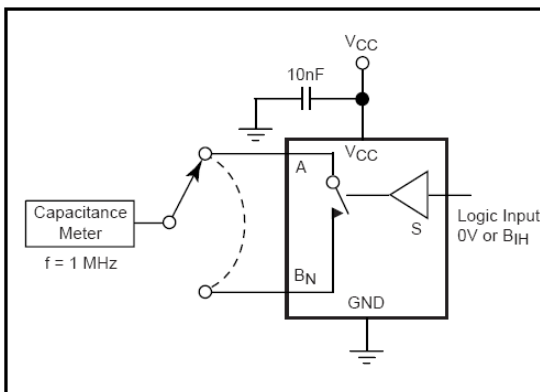 VCC
10nF
VCC
A
Capacitance
Meter
f = 1 MHz
S
Logic Input
0V or BIH
BN
GND